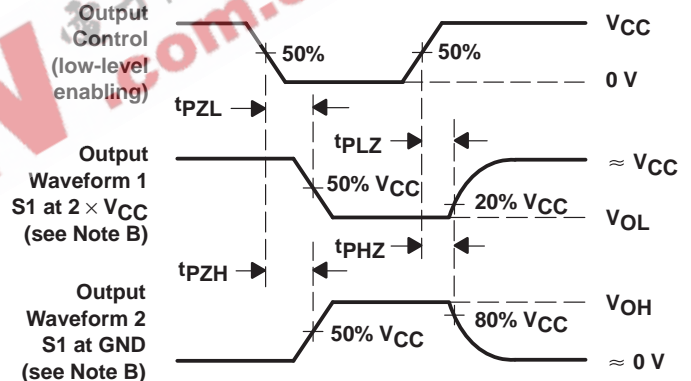 Output
Control
(low-level
enabling)
50%
50%
VCC
0 V
tPZL
tPLZ
Output
Waveform 1
S1 at 2 × VCC
(see Note B)
50% VCC
20% VCC
≈ VCC
VOL
tPZH
tPHZ
Output
Waveform 2
S1 at GND
(see Note B)
50% VCC
80% VCC
VOH
≈ 0 V
.com